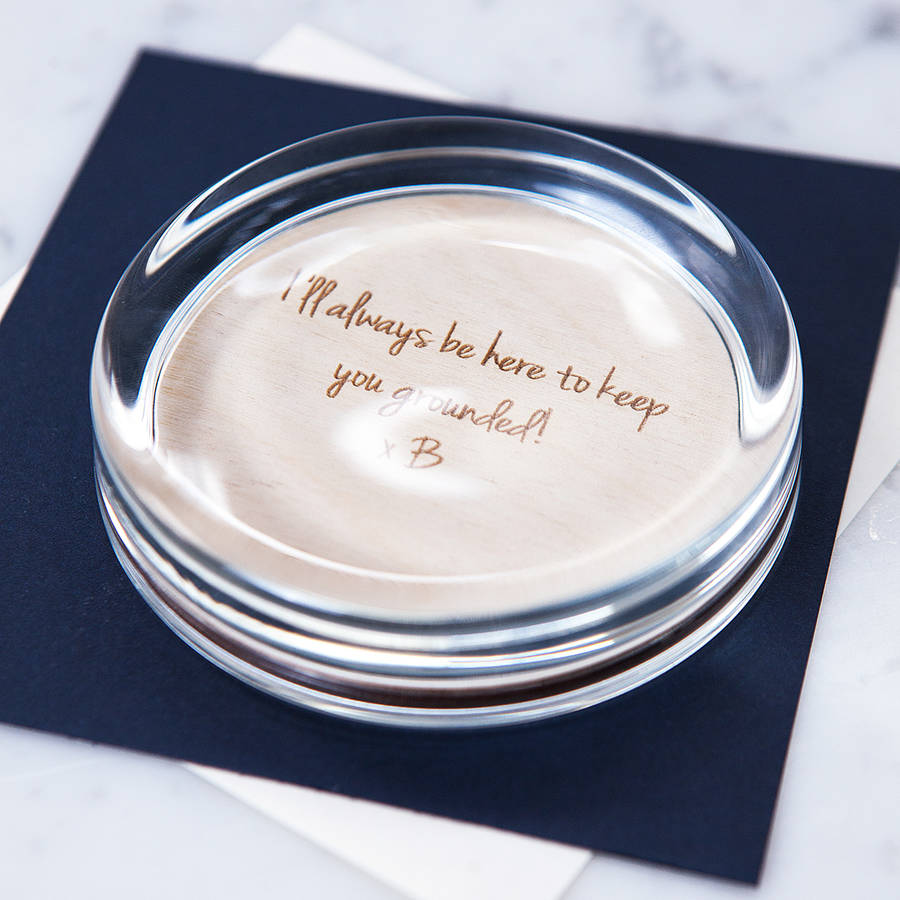 I'll always be here to keep
you grounded!
x B